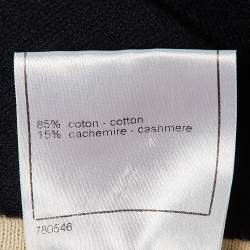 85% coton - cotton
15% cachemire - cashmere
780546